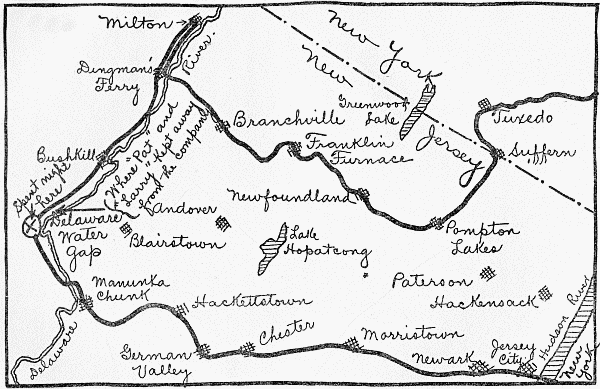 Milton→
River.
New York
New
Jersey
Dingman's
Ferry
Greenwood
Lake
Tuxedo
Branchville
Franklin
Furnace
Suffern
(Where "Pat" and
"Larry" kept away
from the company)
Bushkill
Spent night
here
Newfoundland
Delaware
Water
Gap
Andover
Blairstown
Lake
Hopatcong
Pompton
Lakes
Manunka
Chunk
Paterson
Hackensack
Hackettstown
Hudson River
Delaware
German
Valley
Chester
Morristown
Newark
Jersey
City
New York